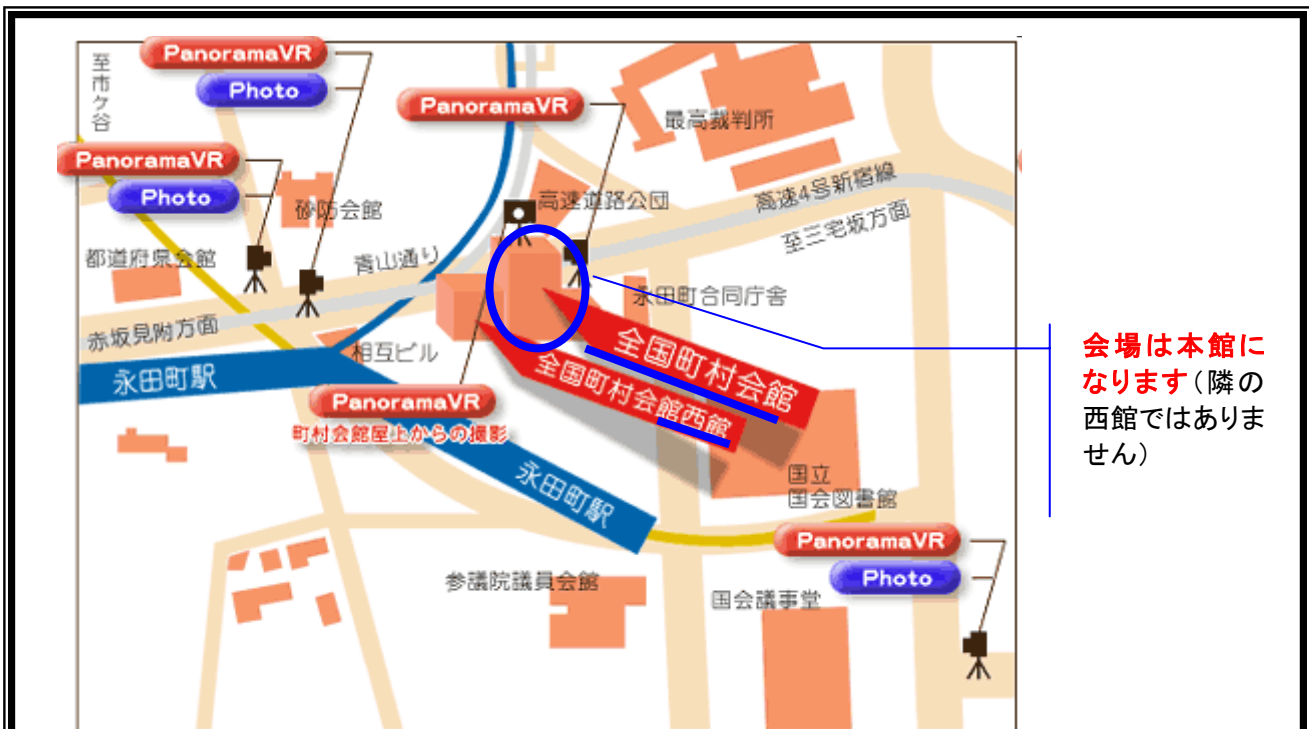 PanoramaVR
Photo
至市ケ谷
PanoramaVR
最高裁判所
PanoramaVR
Photo
砂防会館
高速道路公団
高速4号新宿線
至三宅坂方面
都道府県会館
青山通り
永田町合同庁舎
赤坂見附方面
相互ビル
永田町駅
全国町村会館
全国町村会館西館
PanoramaVR
町村会館屋上からの撮影
会場は本館に
なります(隣の
西館ではありま
せん)
国立
国会図書館
永田町駅
PanoramaVR
Photo
参議院議員会館
国会議事堂